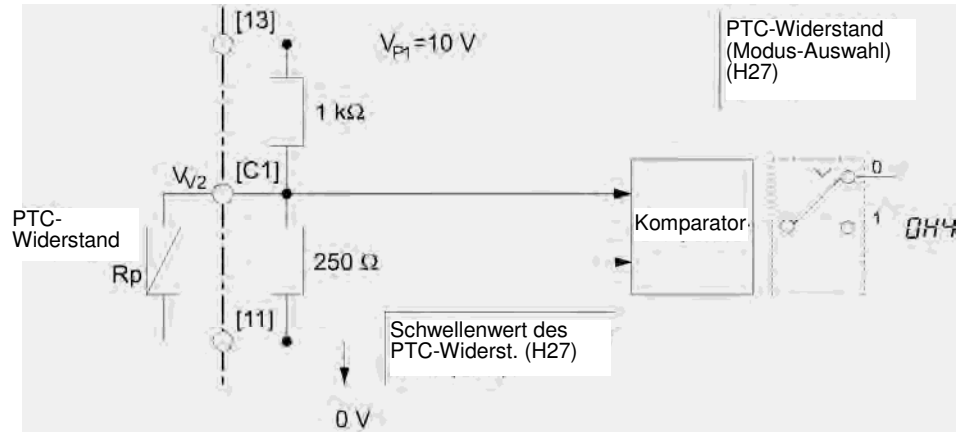 [13]
V_P1=10 V
PTC-Widerstand
(Modus-Auswahl)
(H27)
1 kΩ
[C1]
V_V2
0
PTC-
Widerstand
Komparator
1
0H4
Rp
250 Ω
[11]
Schwellenwert des
PTC-Widerst. (H27)
0 V